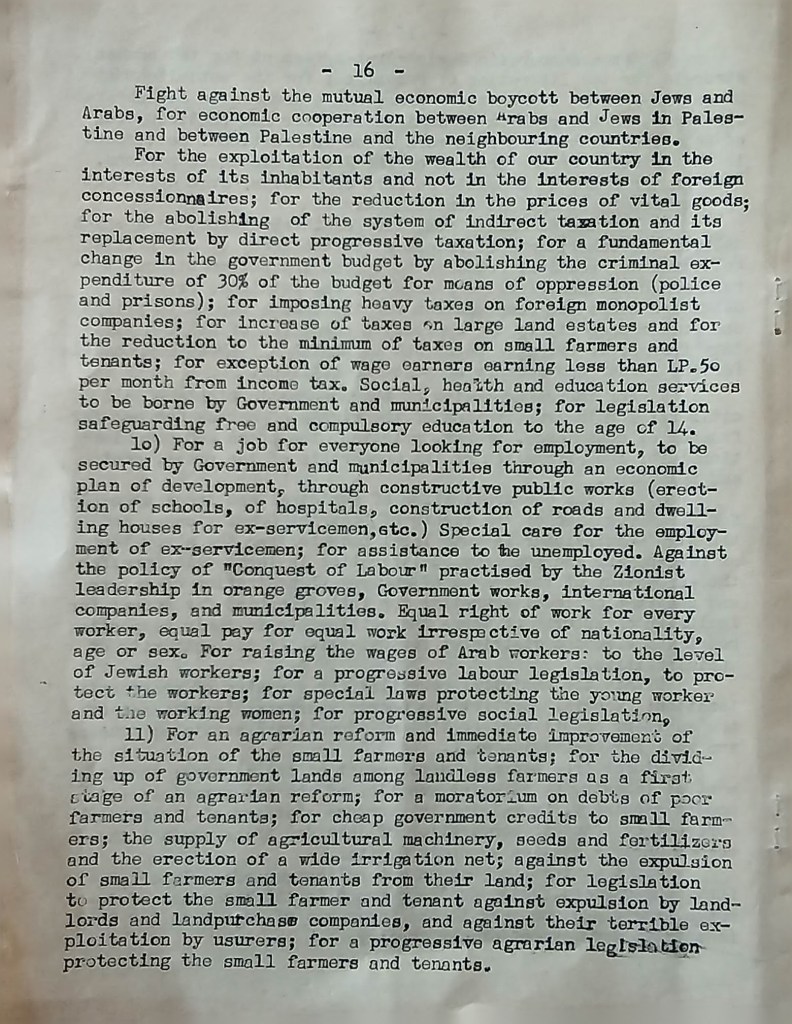 - 16 -
Fight against the mutual economic boycott between Jews and
Arabs, for economic cooperation between Arabs and Jews in Pales-
tine and between Palestine and the neighbouring countries.
For the exploitation of the wealth of our country in the
interests of its inhabitants and not in the interests of foreign
concessionnaires; for the reduction in the prices of vital goods;
for the abolishing of the system of indirect taxation and its
replacement by direct progressive taxation; for a fundamental
change in the government budget by abolishing the criminal ex-
penditure of 30% of the budget for means of oppression (police
and prisons); for imposing heavy taxes on foreign monopolist
companies; for increase of taxes on large land estates and for
the reduction to the minimum of taxes on small farmers and
tenants; for exception of wage earners earning less than LP.5o
per month from income tax. Social, health and education services
to be borne by Government and municipalities; for legislation
safeguarding free and compulsory education to the age of 14.
1o) For a job for everyone looking for employment, to be
secured by Government and municipalities through an economic
plan of development, through constructive public works (erect-
ion of schools, of hospitals, construction of roads and dwell-
ing houses for ex-servicemen,etc.) Special care for the employ-
ment of ex-servicemen; for assistance to the unemployed. Against
the policy of "Conquest of Labour" practised by the Zionist
leadership in orange groves, Government works, international
companies, and municipalities. Equal right of work for every
worker, equal pay for equal work irrespective of nationality,
age or sex. For raising the wages of Arab workers: to the level
of Jewish workers; for a progressive labour legislation, to pro-
tect the workers; for special laws protecting the young worker
and the working women; for progressive social legislation,
11) For an agrarian reform and immediate improvement of
the situation of the small farmers and tenants; for the divid-
ing up of government lands among landless farmers as a first
stage of an agrarian reform; for a moratorium on debts of poor
farmers and tenants; for cheap government credits to small farm-
ers; the supply of agricultural machinery, seeds and fertilizers
and the erection of a wide irrigation net; against the expulsion
of small farmers and tenants from their land; for legislation
to protect the small farmer and tenant against expulsion by land-
lords and landpurchase companies, and against their terrible ex-
ploitation by usurers; for a progressive agrarian legislation
protecting the small farmers and tenants.